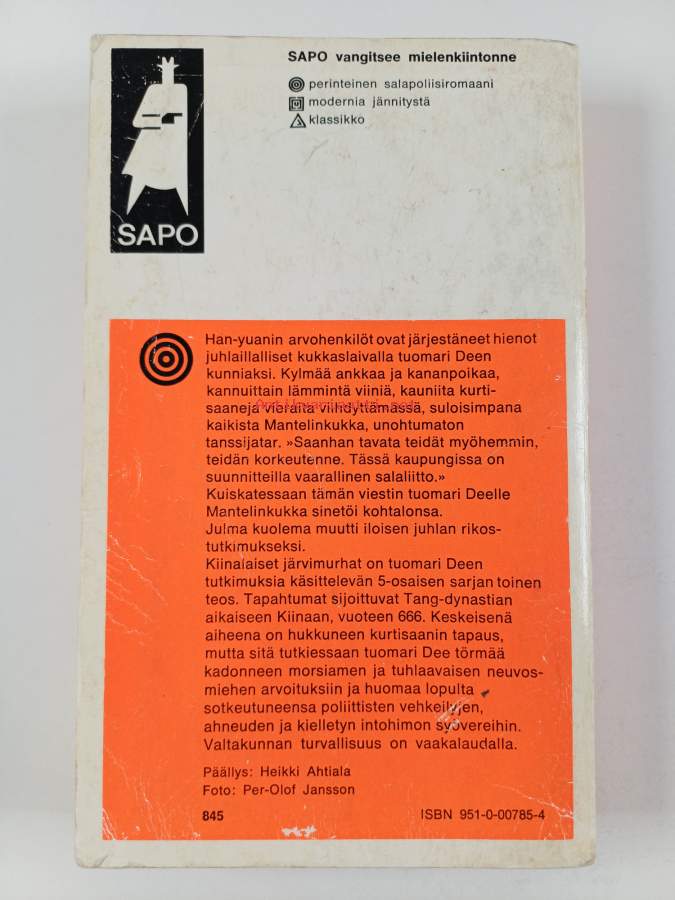 SAPO vangitsee mielenkiintonne
perinteinen salapoliisiromaani
modernia jännitystä
klassikko
SAPO
Han-yuanin arvohenkilöt ovat järjestäneet hienot
juhlaillalliset kukkaslaivalla tuomari Deen
kunniaksi. Kylmää ankkaa ja kananpoikaa,
kannuittain lämmintä viiniä, kauniita kurti-
saaneja vieraita viihdyttämässä, suloisimpana
kaikista Mantelinkukka, unohtumaton
tanssijatar. »Saanhan tavata teidät myöhemmin,
teidän korkeutenne. Tässä kaupungissa on
suunnitteilla vaarallinen salaliitto.»
Kuiskatessaan tämän viestin tuomari Deelle
Mantelinkukka sinetöi kohtalonsa.
Julma kuolema muutti iloisen juhlan rikos-
tutkimukseksi.
Kiinalaiset järvimurhat on tuomari Deen
tutkimuksia käsittelevän 5-osaisen sarjan toinen
teos. Tapahtumat sijoittuvat Tang-dynastian
aikaiseen Kiinaan, vuoteen 666. Keskeisenä
aiheena on hukkuneen kurtisaanin tapaus,
mutta sitä tutkiessaan tuomari Dee törmää
kadonneen morsiamen ja tuhlaavaisen neuvos-
miehen arvoituksiin ja huomaa lopulta
sotkeutuneensa poliittisten vehkeilyjen,
ahneuden ja kielletyn intohimon syövereihin.
Valtakunnan turvallisuus on vaakalaudalla.
Päällys: Heikki Ahtiala
Foto: Per-Olof Jansson
845 ISBN 951-0-00785-4